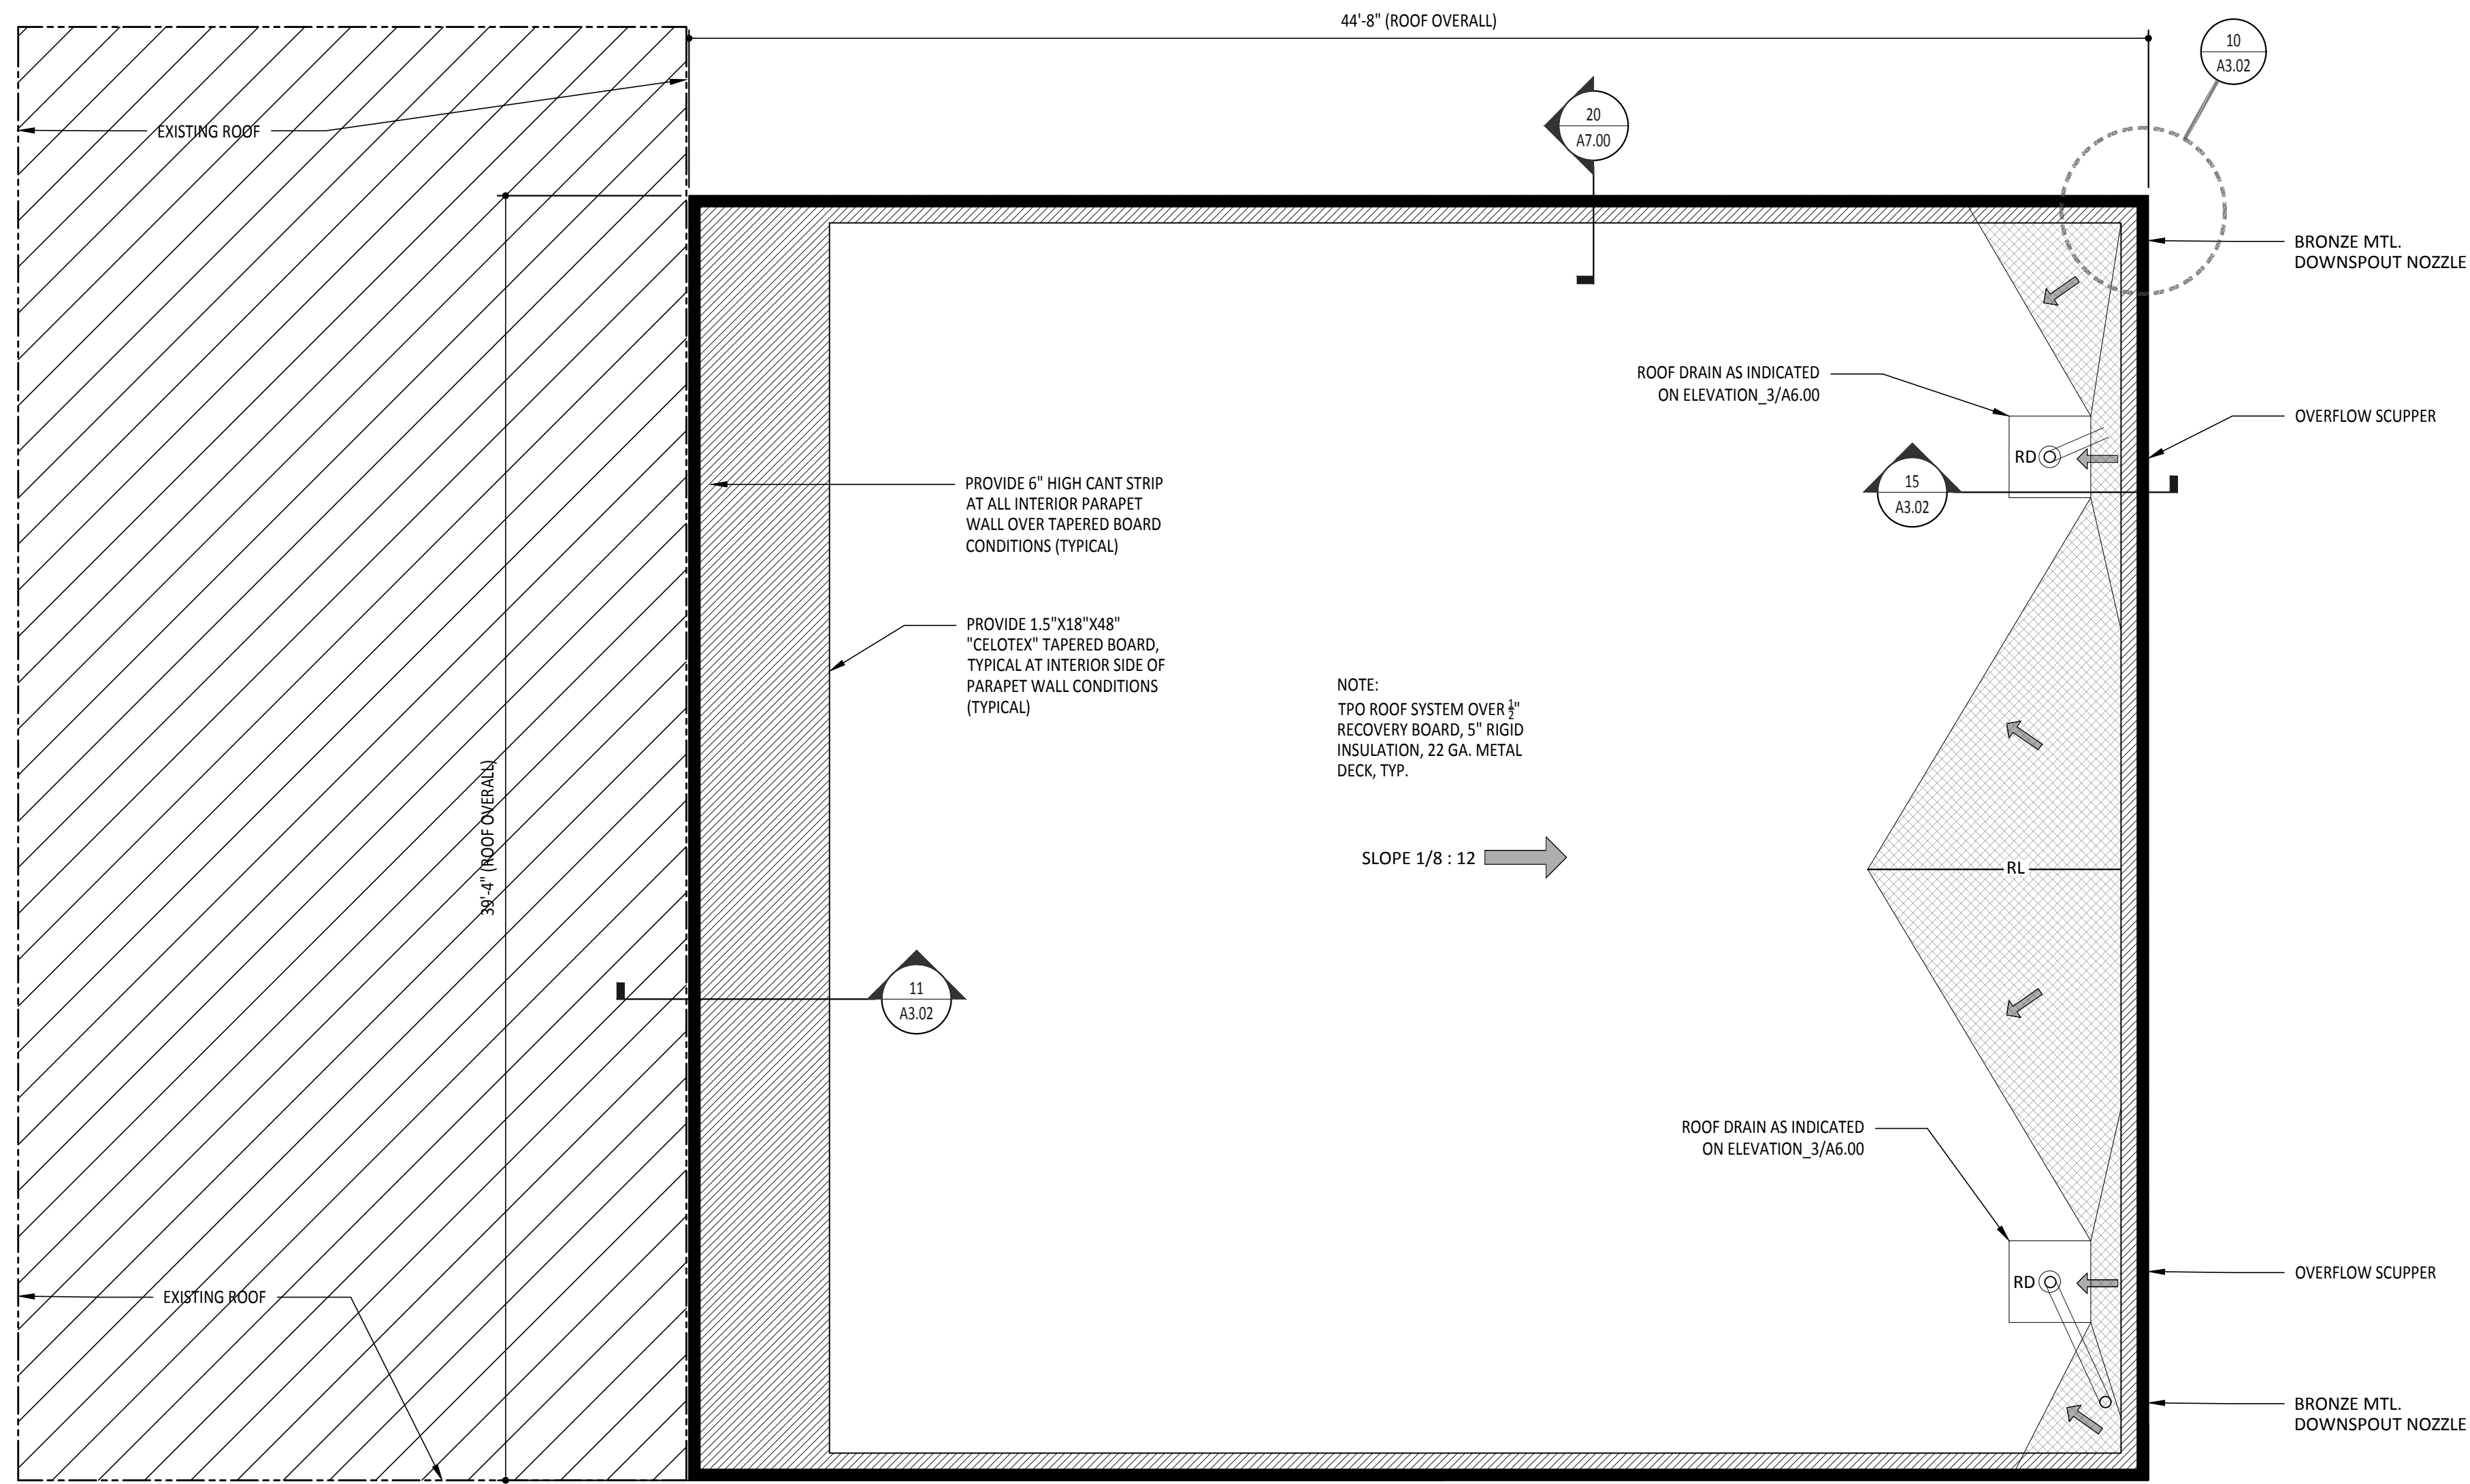 44'-8" (ROOF OVERALL)
10
A3.02
20
A7.00
EXISTING ROOF
BRONZE MTL.
DOWNSPOUT NOZZLE
ROOF DRAIN AS INDICATED
ON ELEVATION_3/A6.00
OVERFLOW SCUPPER
RD
15
A3.02
PROVIDE 6" HIGH CANT STRIP
AT ALL INTERIOR PARAPET
WALL OVER TAPERED BOARD
CONDITIONS (TYPICAL)
PROVIDE 1.5"X18"X48"
"CELOTEX" TAPERED BOARD,
TYPICAL AT INTERIOR SIDE OF
PARAPET WALL CONDITIONS
(TYPICAL)
NOTE:
TPO ROOF SYSTEM OVER ½"
RECOVERY BOARD, 5" RIGID
INSULATION, 22 GA. METAL
DECK, TYP.
39'-4" (ROOF OVERALL)
SLOPE 1/8 : 12
RL
11
A3.02
ROOF DRAIN AS INDICATED
ON ELEVATION_3/A6.00
RD
OVERFLOW SCUPPER
EXISTING ROOF
BRONZE MTL.
DOWNSPOUT NOZZLE